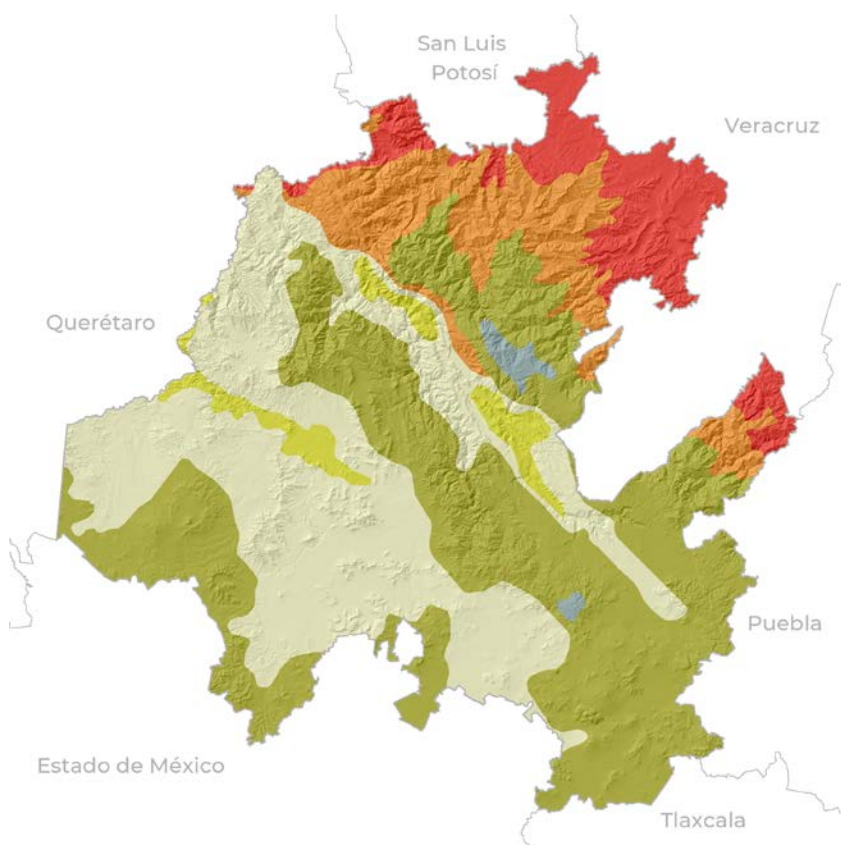 San Luis
Potosí
Veracruz
Querétaro
Puebla
Estado de México
Tlaxcala